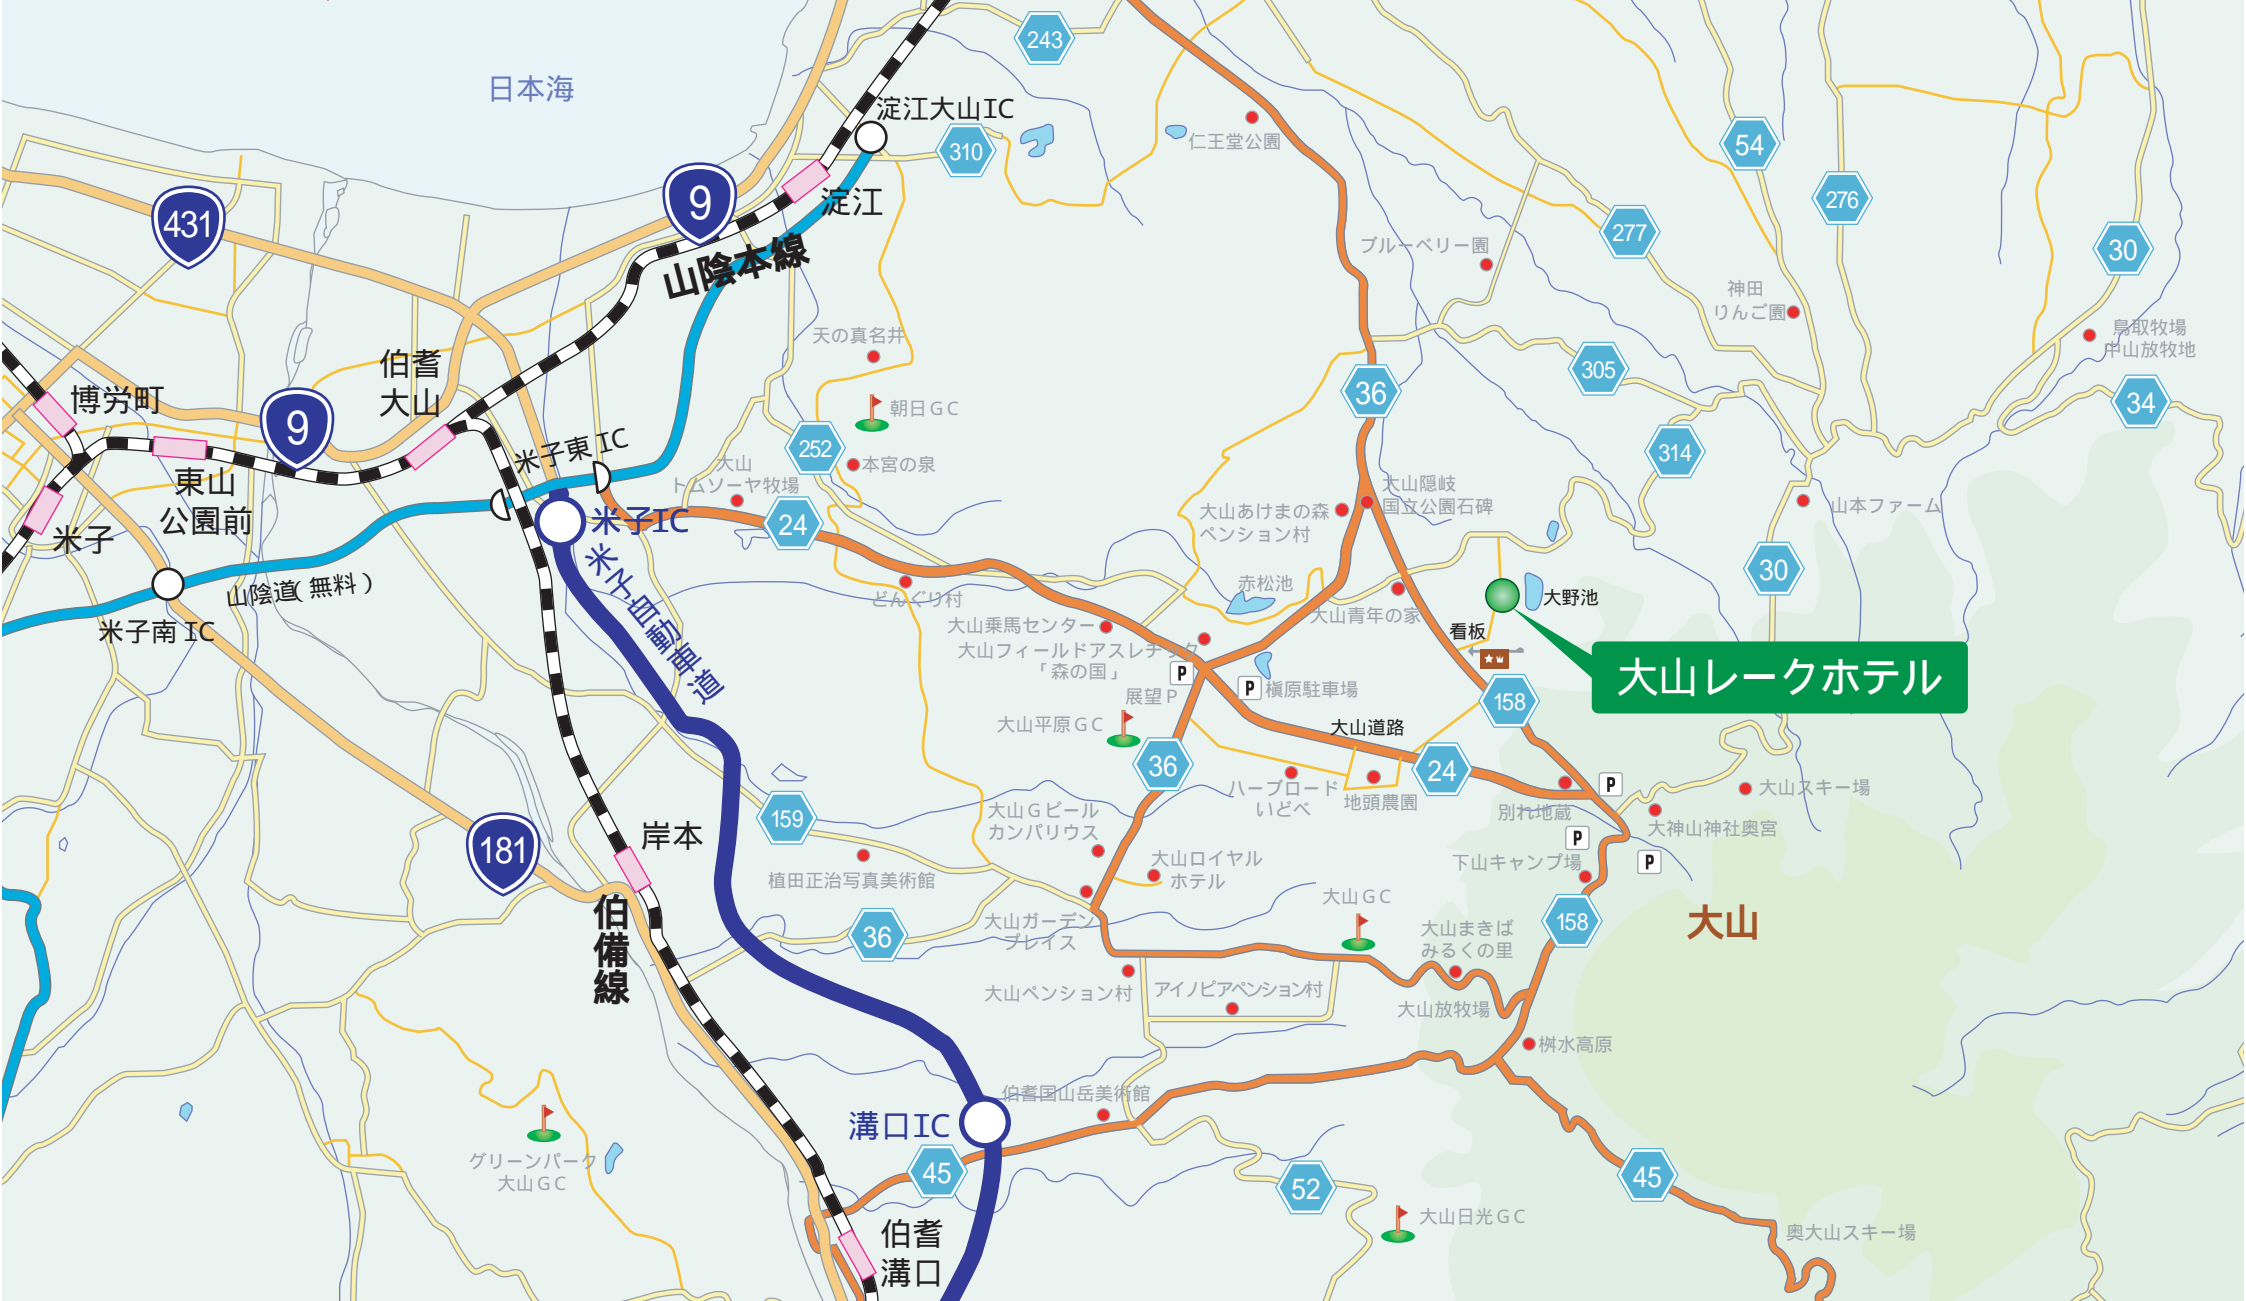 243
日本海
淀江大山IC
310
仁王堂公園
54
276
431
9
淀江
山陰本線
277
ブルーベリー園
30
神田
りんご園
鳥取牧場
中山放牧地
天の真名井
伯耆
大山
305
36
34
博労町
9
朝日GC
252
本宮の泉
314
米子東IC
東山
公園前
大山
トムソーヤ牧場
大山隠岐
国立公園石碑
大山あけまの森
ペンション村
山本ファーム
米子
米子IC
24
30
山陰道(無料)
米子自動車道
どんぐり村
赤松池
大野池
米子南IC
大山乗馬センター
大山青年の家
看板
大山フィールドアスレチック
「森の国」
P
展望P
P
槇原駐車場
大山レークホテル
158
大山平原GC
大山道路
36
24
ハーブロード
いどべ
地頭農園
P
別れ地蔵
大山スキー場
大神山神社奥宮
159
大山Gビール
カンパリウス
P
下山キャンプ場
P
181
岸本
植田正治写真美術館
大山ロイヤル
ホテル
伯備線
36
大山ガーデン
プレイス
大山GC
大山まきば
みるくの里
158
大山
大山ペンション村
アイノピアペンション村
大山放牧場
桝水高原
伯耆国山岳美術館
溝口IC
グリーンパーク
大山GC
45
52
45
大山日光GC
伯耆
溝口
奥大山スキー場